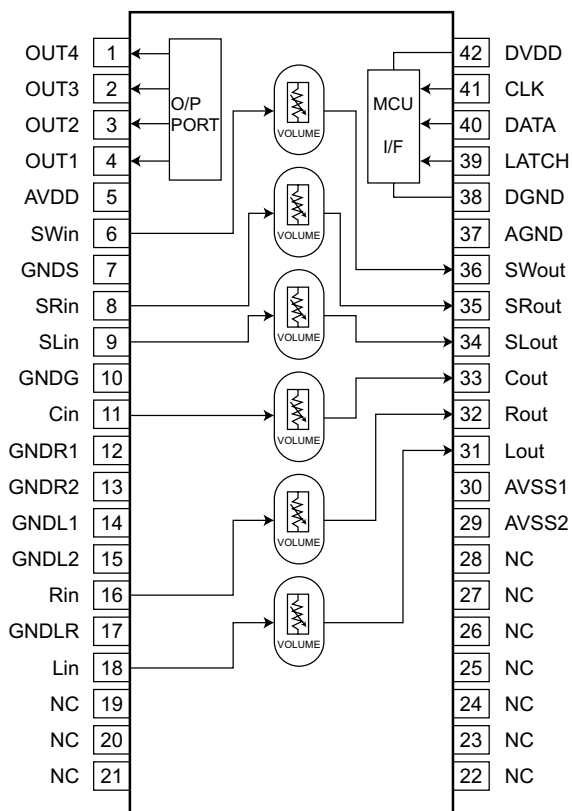 OUT4 1
OUT3 2
OUT2 3
OUT1 4
AVDD 5
SWin 6
GNDS 7
SRin 8
SLin 9
GNDG 10
Cin 11
GNDR1 12
GNDR2 13
GNDL1 14
GNDL2 15
Rin 16
GNDLR 17
Lin 18
NC 19
NC 20
NC 21
O/P
PORT
VOLUME
VOLUME
VOLUME
VOLUME
VOLUME
VOLUME
MCU
I/F
42 DVDD
41 CLK
40 DATA
39 LATCH
38 DGND
37 AGND
36 SWout
35 SRout
34 SLout
33 Cout
32 Rout
31 Lout
30 AVSS1
29 AVSS2
28 NC
27 NC
26 NC
25 NC
24 NC
23 NC
22 NC